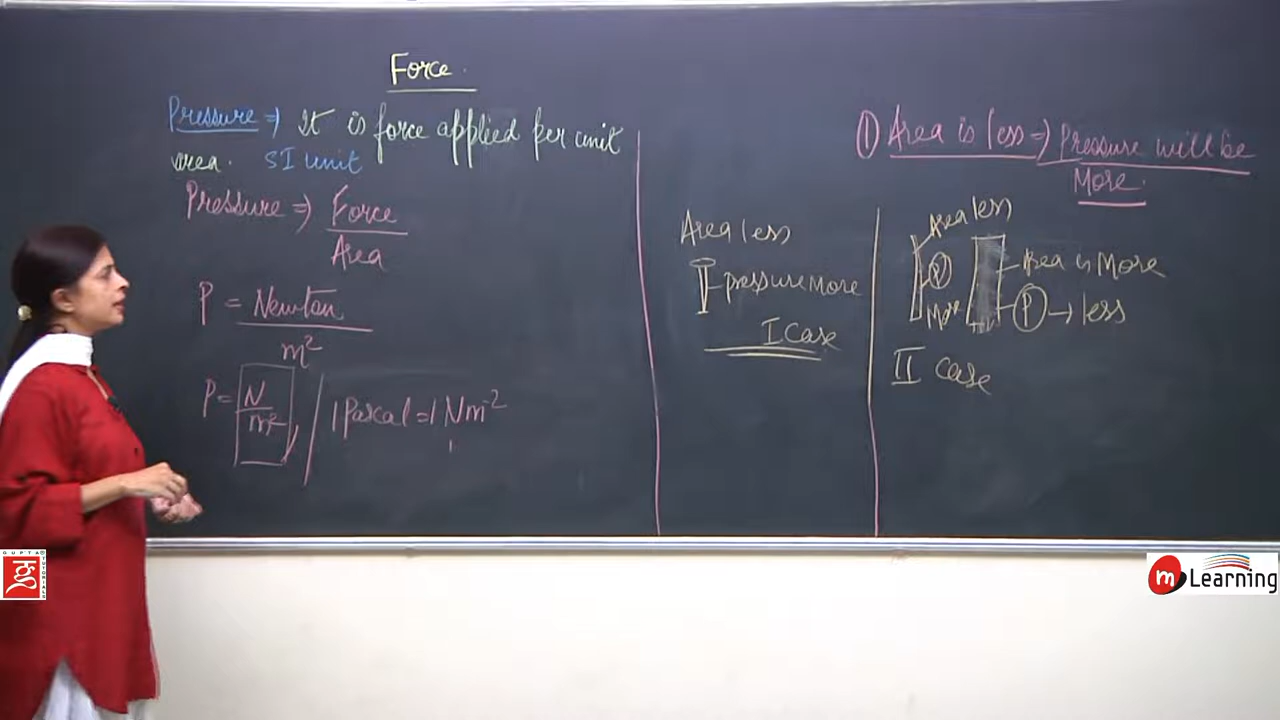 Force.
Pressure ⇒ It is force applied per unit
area. SI unit
Pressure ⇒ Force
Area
P = Newton
m²
P = N
m²
1 Pascal = 1 Nm⁻²
Area less
pressure More
I Case
① Area is less ⇒ Pressure will be
More.
Area less
P
More
Area is More
P → less
II case
GUPTA
TUTORIALS
m Learning